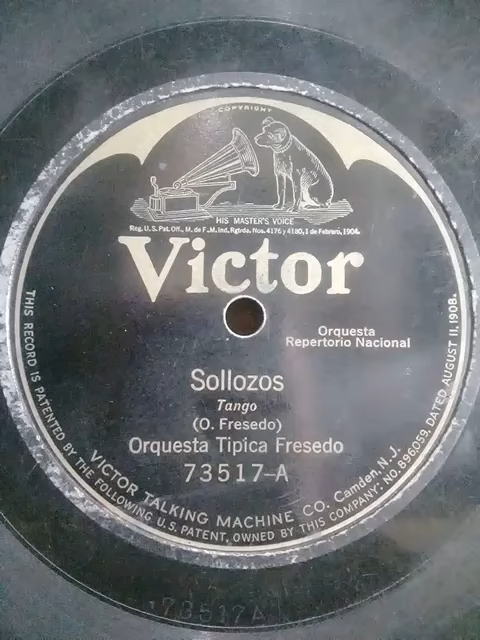 COPYRIGHT
HIS MASTER'S VOICE
Reg. U.S. Pat. Off., M. de F., M. Ind. Rgtrda. Nos. 4176 y 4180, 1 de Febrero, 1904.
Victor
Orquesta
Repertorio Nacional
Sollozos
Tango
(O. Fresedo)
Orquesta Tipica Fresedo
73517-A
VICTOR TALKING MACHINE CO. Camden, N.J.
THIS RECORD IS PATENTED BY THE FOLLOWING U.S. PATENT, OWNED BY THIS COMPANY: NO. 896059, DATED AUGUST 11, 1908.
73517A